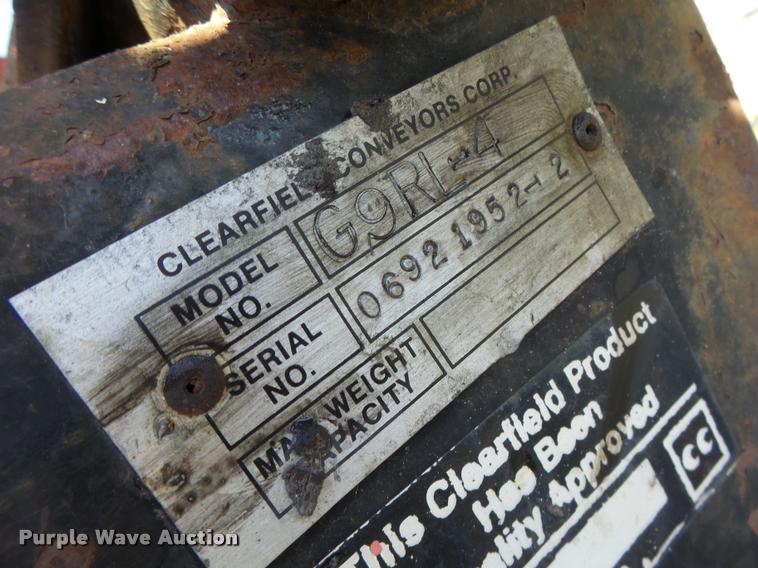 CLEARFIELD CONVEYORS CORP.
MODEL NO. G9RL-4
SERIAL NO. 0692 1952-12
MAX WEIGHT CAPACITY
This Clearfield Product
Has Been
Quality Approved
CC
Purple Wave Auction